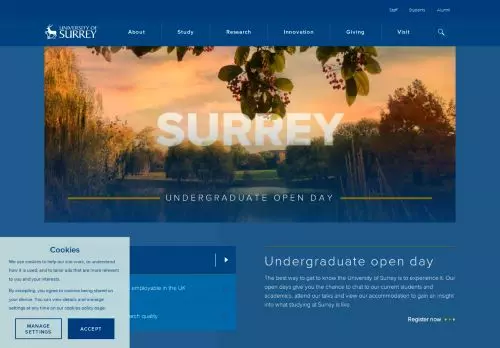 Staff Students Alumni
UNIVERSITY OF
SURREY
About Study Research Innovation Giving Visit
SURREY
UNDERGRADUATE OPEN DAY
Cookies
We use cookies to help our site work, to understand
how it is used, and to tailor ads that are more relevant
to you and your interests.
By accepting, you agree to cookies being stored on
your device. You can view details and manage
settings at any time on our cookies policy page.
MANAGE
SETTINGS
ACCEPT
employable in the UK
rch quality
Undergraduate open day
The best way to get to know the University of Surrey is to experience it. Our
open days give you the chance to chat to our current students and
academics, attend our talks and view our accommodation to gain an insight
into what studying at Surrey is like.
Register now